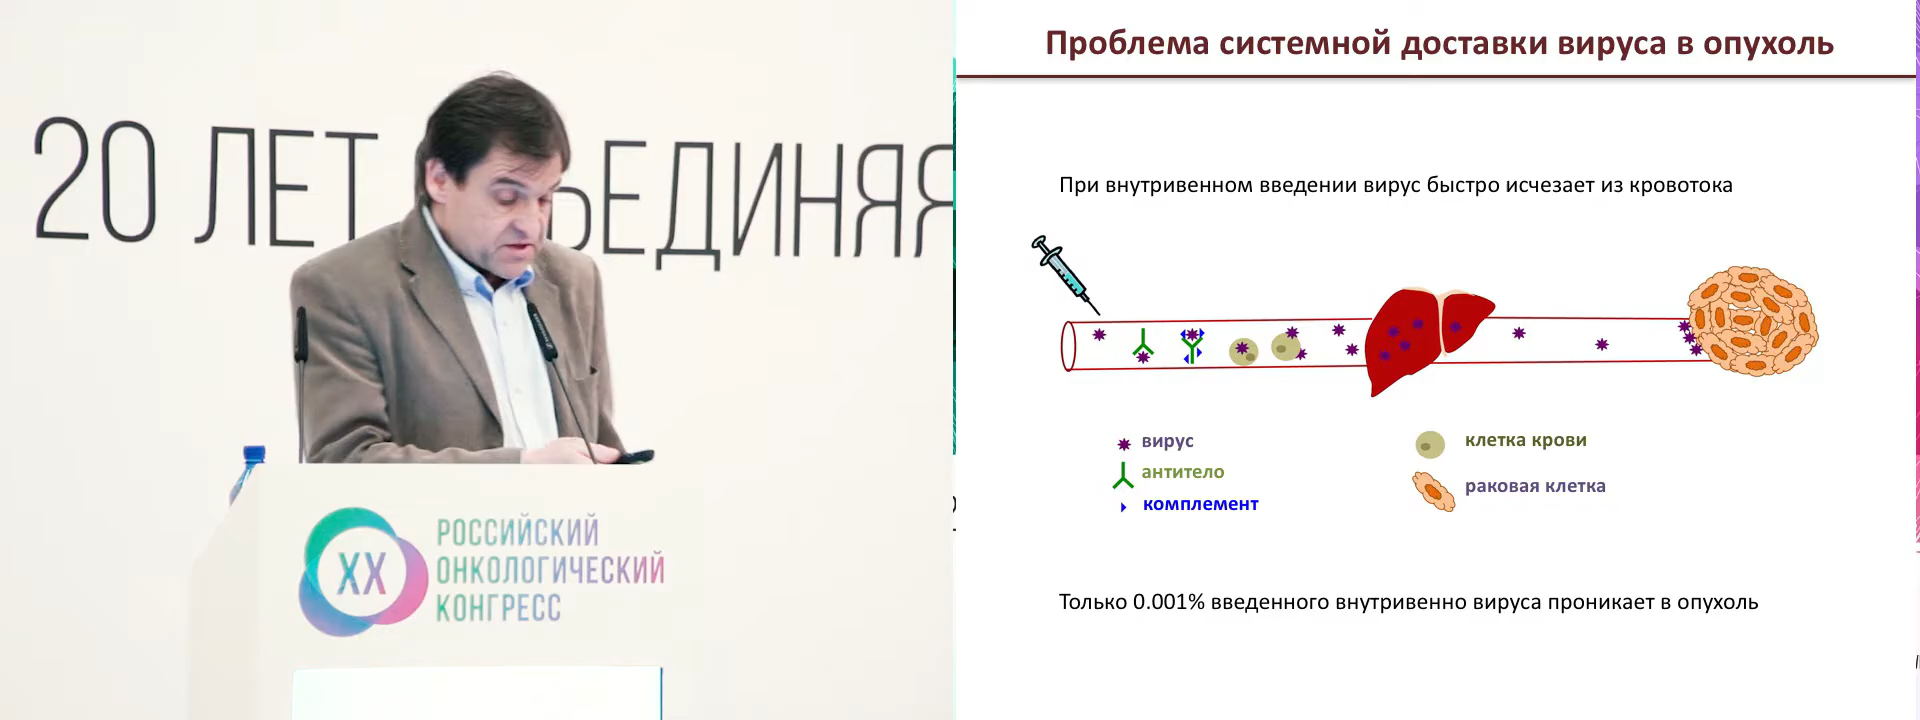 20 ЛЕТ ЪЕДИНЯЯ
XX
РОССИЙСКИЙ
ОНКОЛОГИЧЕСКИЙ
КОНГРЕСС
Проблема системной доставки вируса в опухоль
При внутривенном введении вирус быстро исчезает из кровотока
вирус
антитело
комплемент
клетка крови
раковая клетка
Только 0.001% введенного внутривенно вируса проникает в опухоль